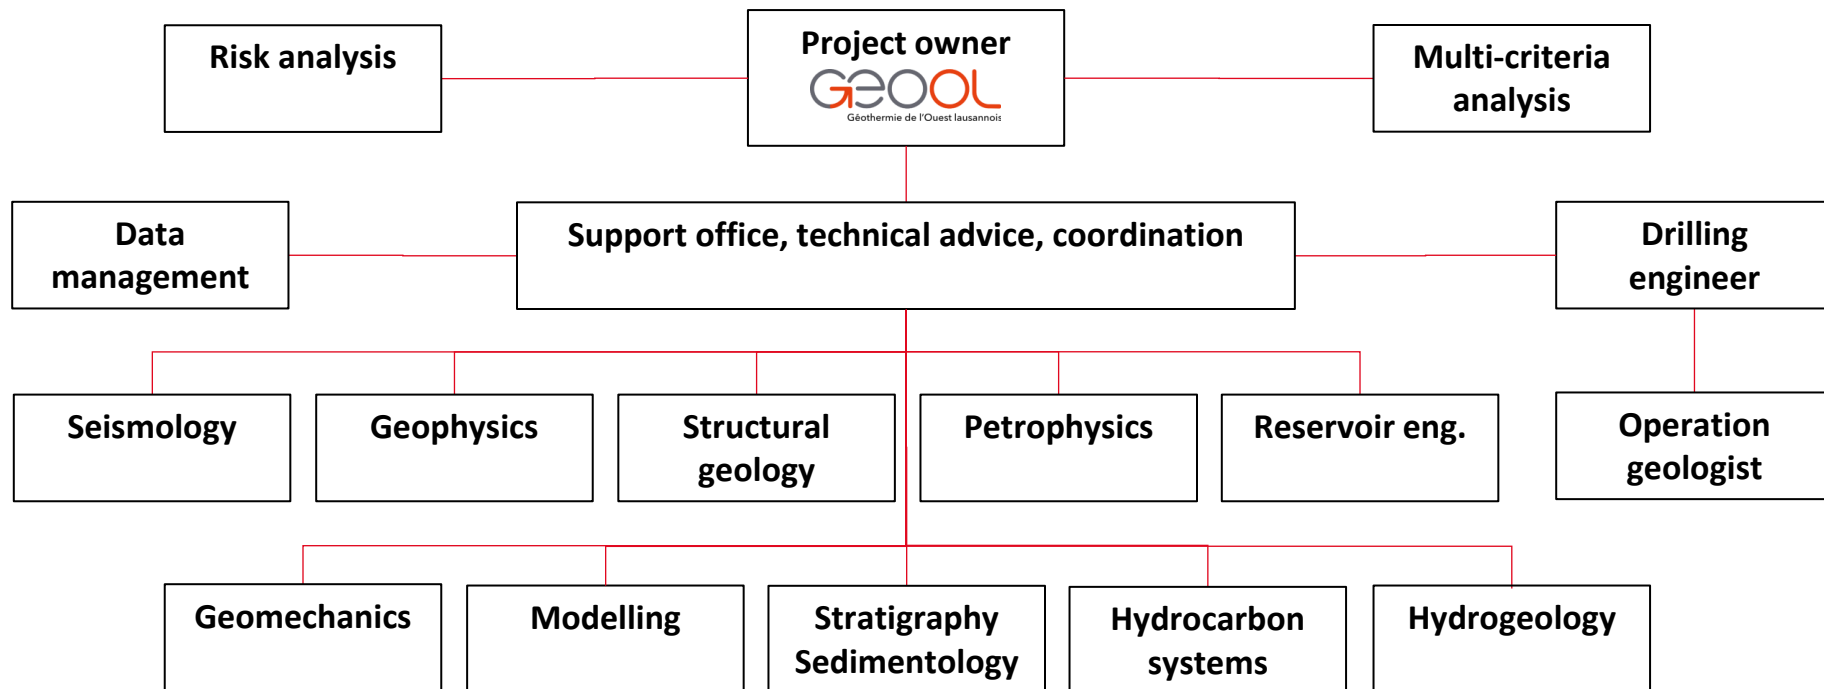 Risk analysis
Project owner
GEOOL
Géothermie de l'Ouest lausannois
Multi-criteria
analysis
Data
management
Support office, technical advice, coordination
Drilling
engineer
Seismology
Geophysics
Structural
geology
Petrophysics
Reservoir eng.
Operation
geologist
Geomechanics
Modelling
Stratigraphy
Sedimentology
Hydrocarbon
systems
Hydrogeology